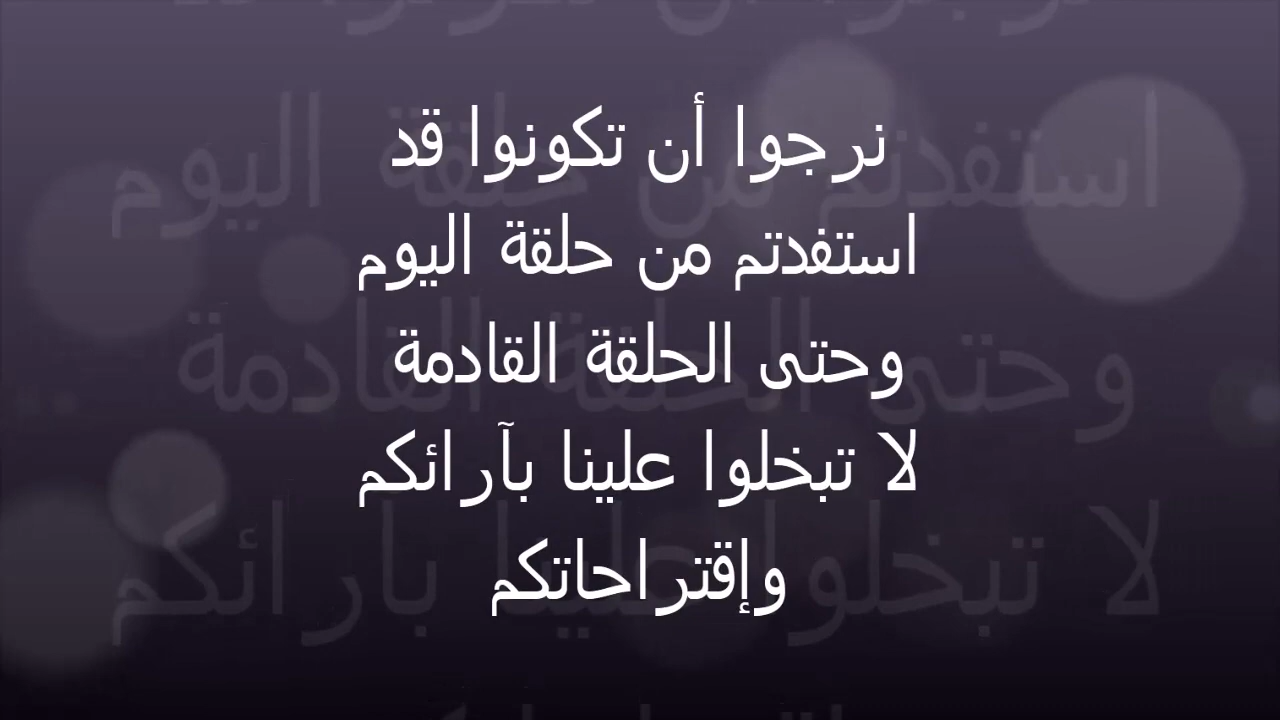 نرجوا أن تكونوا قد
استفدتم من حلقة اليوم
وحتى الحلقة القادمة
لا تبخلوا علينا بآرائكم
وإقتراحاتكم